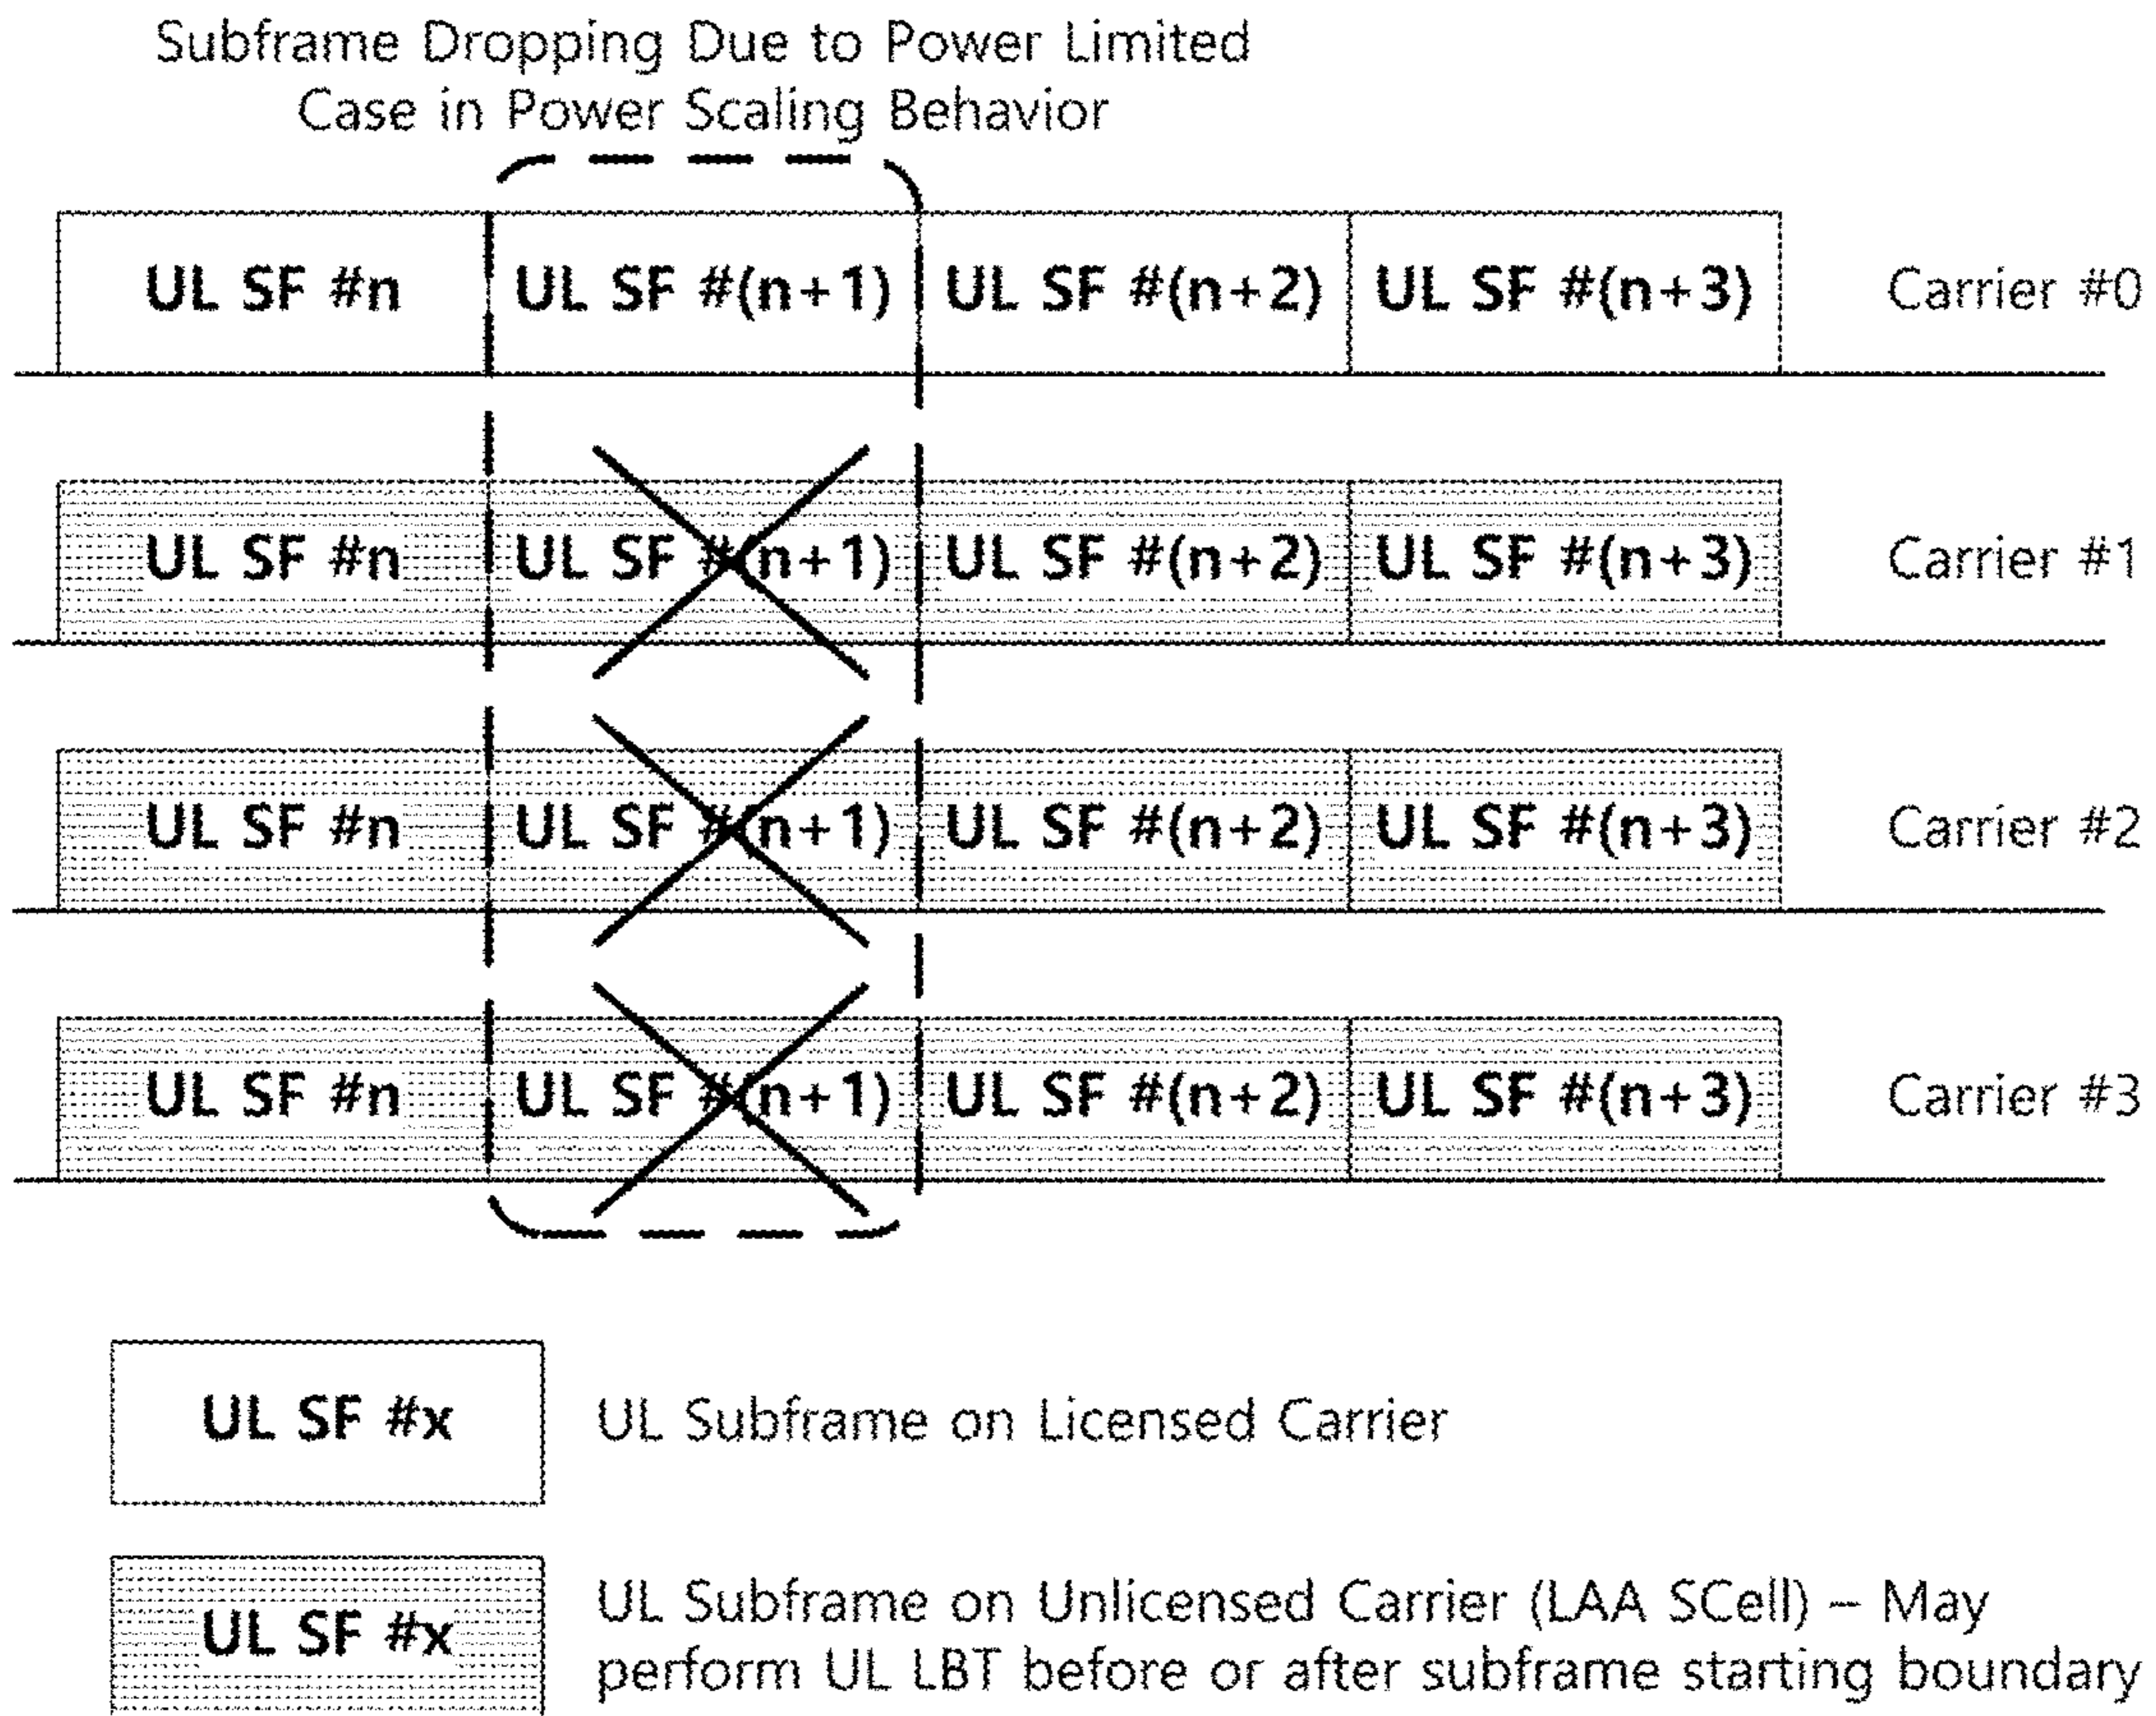 Subframe Dropping Due to Power Limited
Case in Power Scaling Behavior
UL SF #n UL SF #(n+1) UL SF #(n+2) UL SF #(n+3) Carrier #0
UL SF #n UL SF #(n+1) UL SF #(n+2) UL SF #(n+3) Carrier #1
UL SF #n UL SF #(n+1) UL SF #(n+2) UL SF #(n+3) Carrier #2
UL SF #n UL SF #(n+1) UL SF #(n+2) UL SF #(n+3) Carrier #3
UL SF #x UL Subframe on Licensed Carrier
UL SF #x UL Subframe on Unlicensed Carrier (LAA SCell) – May
perform UL LBT before or after subframe starting boundary